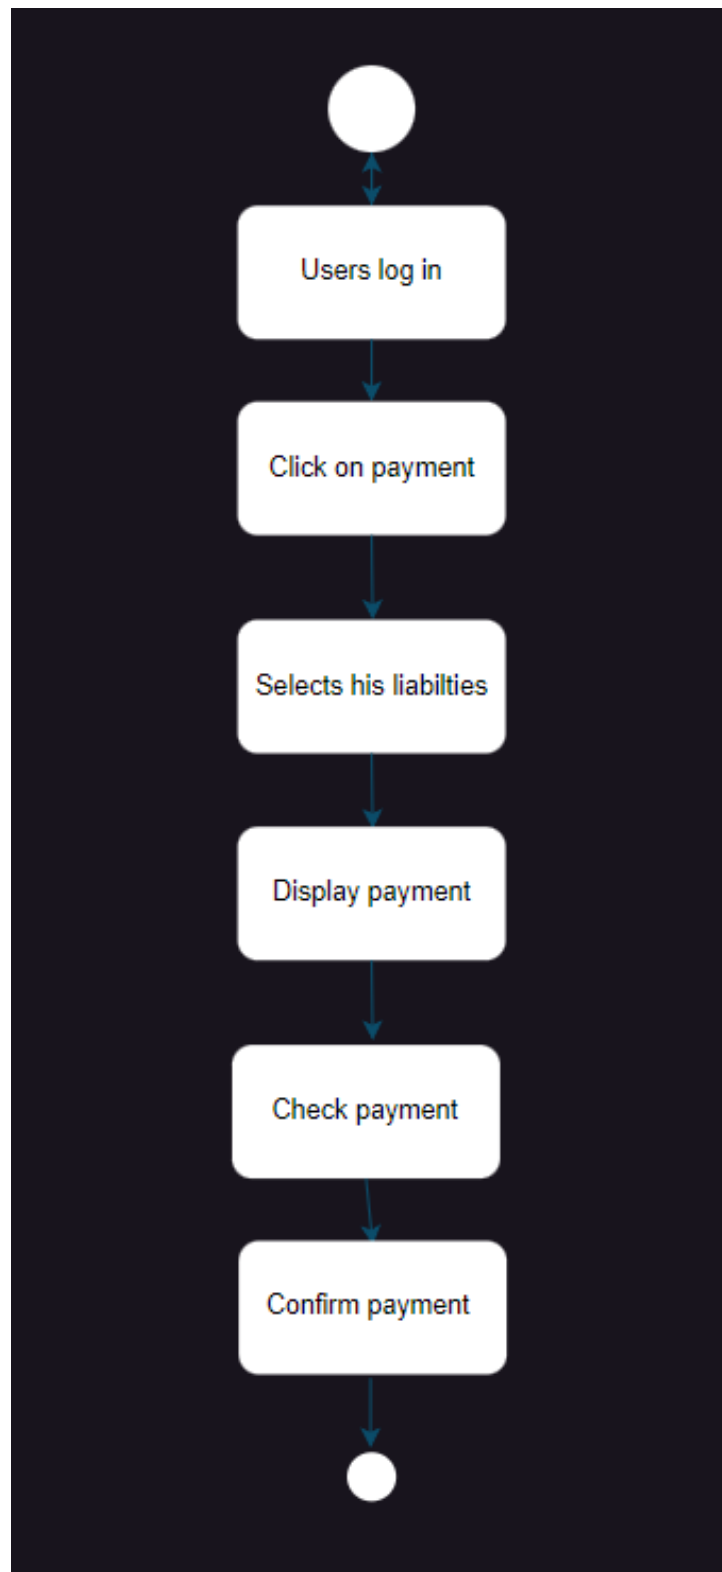 Users log in
Click on payment
Selects his liabilties
Display payment
Check payment
Confirm payment